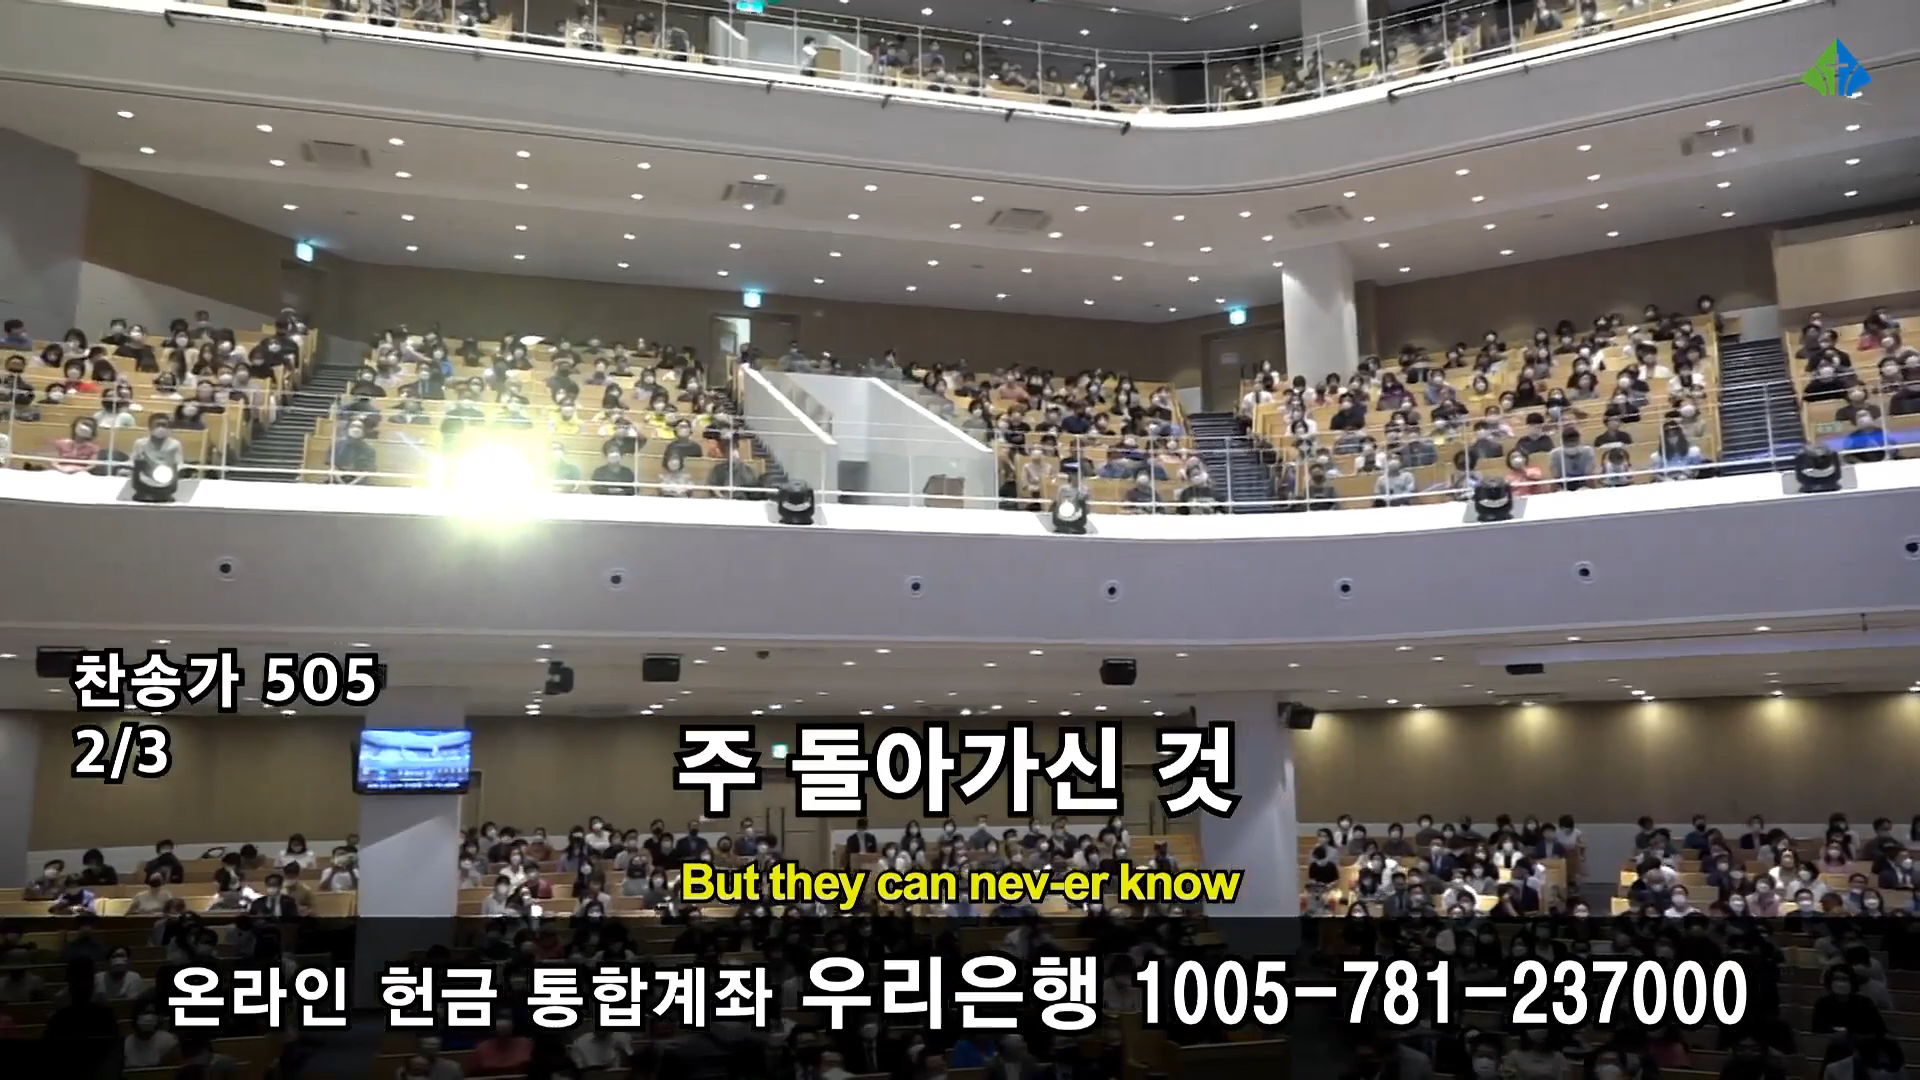 찬송가 505
2/3
주 돌아가신 것
But they can nev-er know
온라인 헌금 통합계좌 우리은행 1005-781-237000